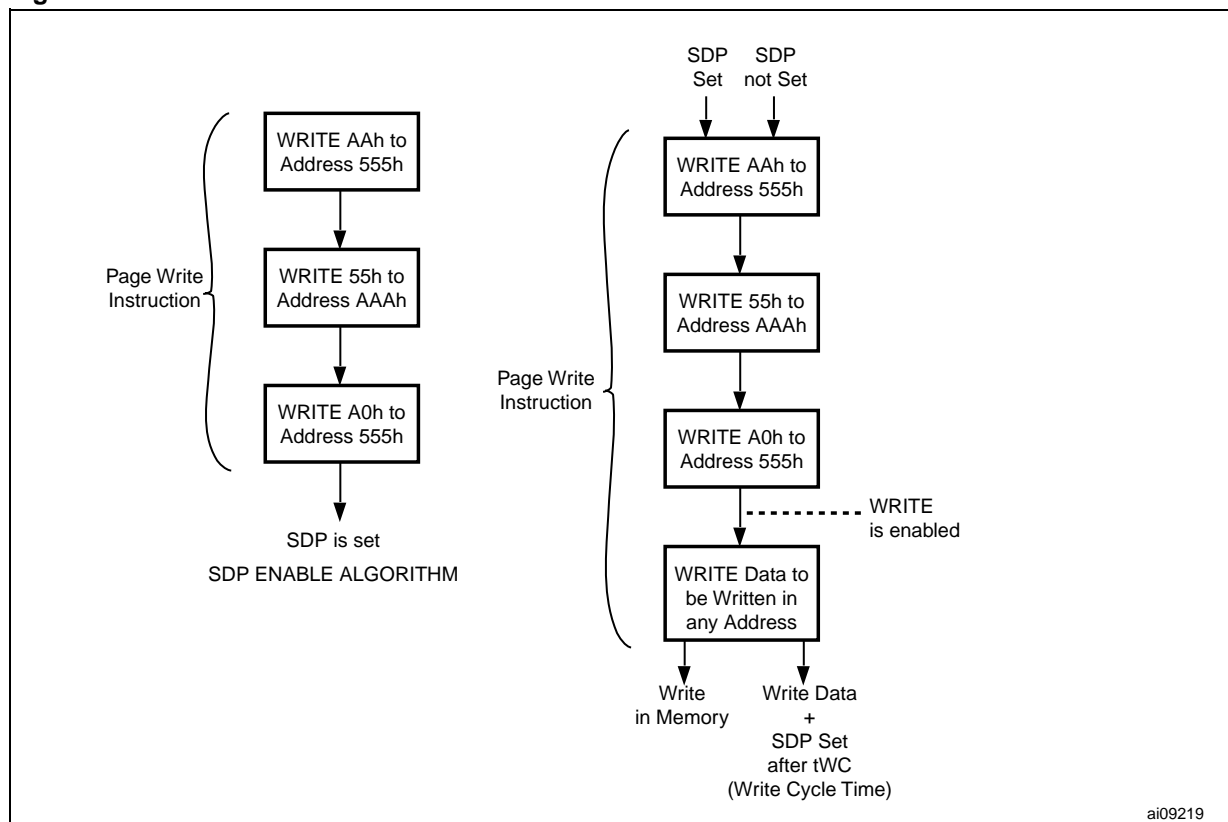 SDP
Set
SDP
not Set
WRITE AAh to
Address 555h
WRITE 55h to
Address AAAh
WRITE A0h to
Address 555h
Page Write
Instruction
SDP is set
SDP ENABLE ALGORITHM
WRITE AAh to
Address 555h
WRITE 55h to
Address AAAh
Page Write
Instruction
WRITE A0h to
Address 555h
WRITE
is enabled
WRITE Data to
be Written in
any Address
Write
in Memory
Write Data
+
SDP Set
after tWC
(Write Cycle Time)
ai09219